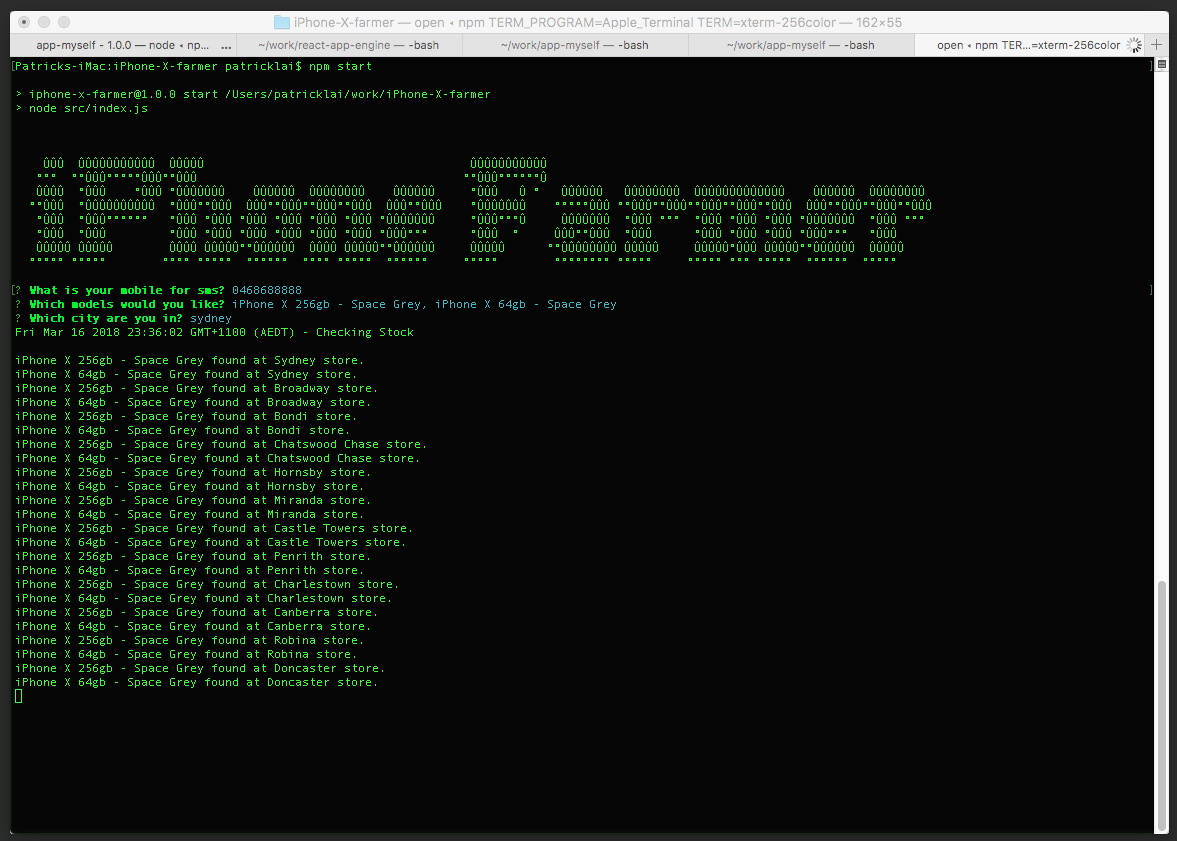 iPhone-X-farmer — open ◂ npm TERM_PROGRAM=Apple_Terminal TERM=xterm-256color — 162×55
app-myself - 1.0.0 — node ◂ np... ... ~/work/react-app-engine — -bash ~/work/app-myself — -bash ~/work/app-myself — -bash open ◂ npm TER...=xterm-256color
[Patricks-iMac:iPhone-X-farmer patricklai$ npm start ]
> iphone-x-farmer@1.0.0 start /Users/patricklai/work/iPhone-X-farmer
> node src/index.js
iPhone Farmer
[? What is your mobile for sms? 0468688888 ]
? Which models would you like? iPhone X 256gb - Space Grey, iPhone X 64gb - Space Grey
? Which city are you in? sydney
Fri Mar 16 2018 23:36:02 GMT+1100 (AEDT) - Checking Stock
iPhone X 256gb - Space Grey found at Sydney store.
iPhone X 64gb - Space Grey found at Sydney store.
iPhone X 256gb - Space Grey found at Broadway store.
iPhone X 64gb - Space Grey found at Broadway store.
iPhone X 256gb - Space Grey found at Bondi store.
iPhone X 64gb - Space Grey found at Bondi store.
iPhone X 256gb - Space Grey found at Chatswood Chase store.
iPhone X 64gb - Space Grey found at Chatswood Chase store.
iPhone X 256gb - Space Grey found at Hornsby store.
iPhone X 64gb - Space Grey found at Hornsby store.
iPhone X 256gb - Space Grey found at Miranda store.
iPhone X 64gb - Space Grey found at Miranda store.
iPhone X 256gb - Space Grey found at Castle Towers store.
iPhone X 64gb - Space Grey found at Castle Towers store.
iPhone X 256gb - Space Grey found at Penrith store.
iPhone X 64gb - Space Grey found at Penrith store.
iPhone X 256gb - Space Grey found at Charlestown store.
iPhone X 64gb - Space Grey found at Charlestown store.
iPhone X 256gb - Space Grey found at Canberra store.
iPhone X 64gb - Space Grey found at Canberra store.
iPhone X 256gb - Space Grey found at Robina store.
iPhone X 64gb - Space Grey found at Robina store.
iPhone X 256gb - Space Grey found at Doncaster store.
iPhone X 64gb - Space Grey found at Doncaster store.